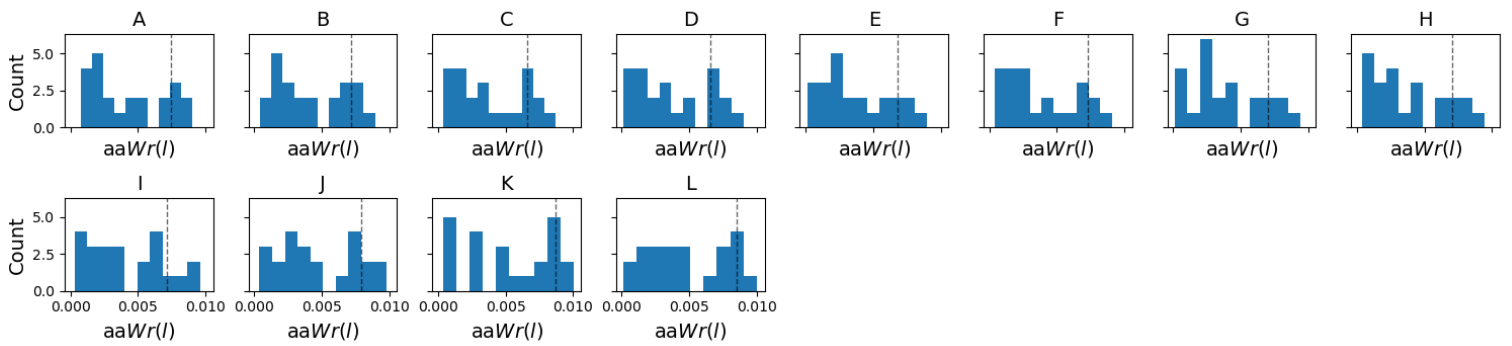 A B C D E F G H
5.0
Count
2.5
0.0
aaWr(l) aaWr(l) aaWr(l) aaWr(l) aaWr(l) aaWr(l) aaWr(l) aaWr(l)
I J K L
5.0
Count
2.5
0.0
0.000 0.005 0.010 0.000 0.005 0.010 0.000 0.005 0.010 0.000 0.005 0.010
aaWr(l) aaWr(l) aaWr(l) aaWr(l)